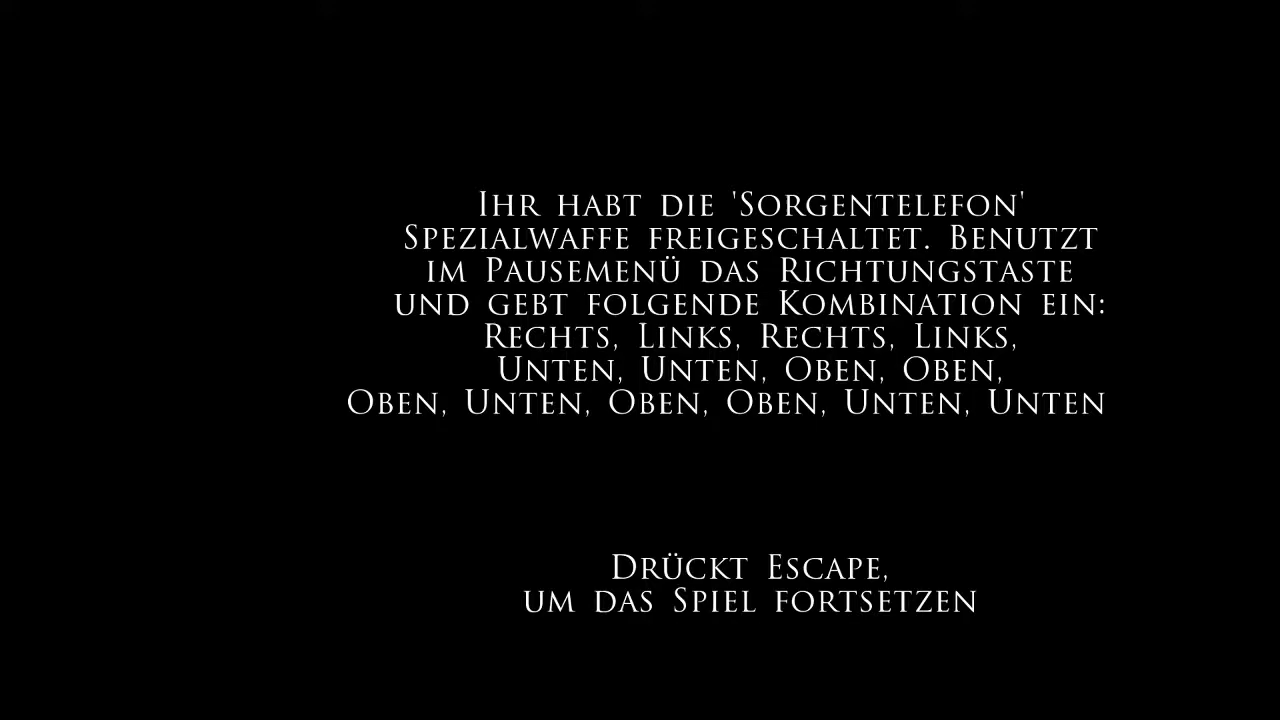 Ihr habt die 'Sorgentelefon'
Spezialwaffe freigeschaltet. Benutzt
im Pausemenü das Richtungstaste
und gebt folgende Kombination ein:
Rechts, Links, Rechts, Links,
Unten, Unten, Oben, Oben,
Oben, Unten, Oben, Oben, Unten, Unten
Drückt Escape,
um das Spiel fortsetzen